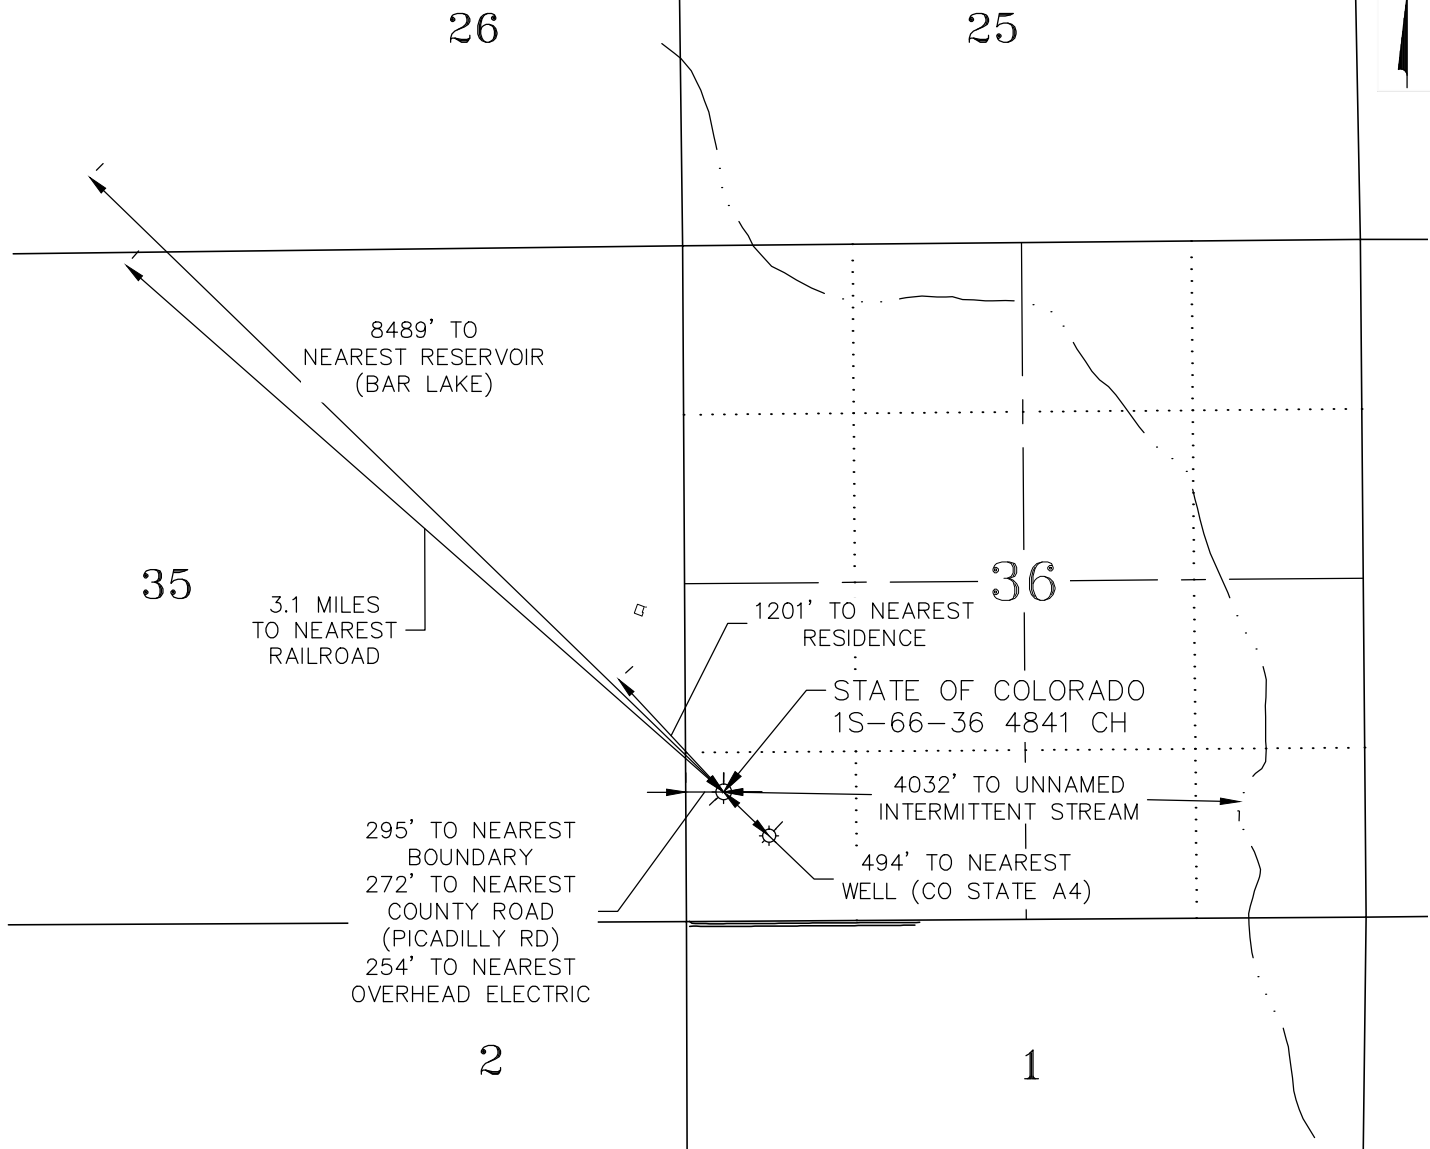 26
25
8489' TO
NEAREST RESERVOIR
(BAR LAKE)
35
36
3.1 MILES
TO NEAREST
RAILROAD
1201' TO NEAREST
RESIDENCE
STATE OF COLORADO
1S-66-36 4841 CH
4032' TO UNNAMED
INTERMITTENT STREAM
295' TO NEAREST
BOUNDARY
272' TO NEAREST
COUNTY ROAD
(PICADILLY RD)
254' TO NEAREST
OVERHEAD ELECTRIC
494' TO NEAREST
WELL (CO STATE A4)
2
1